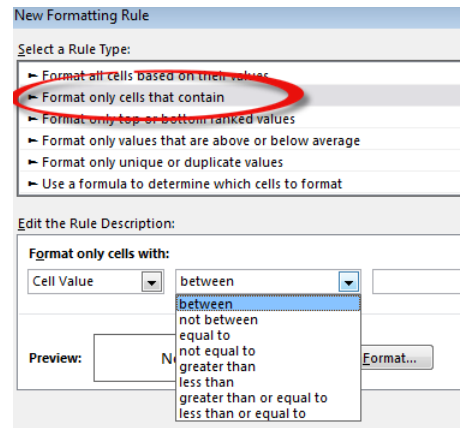 New Formatting Rule
Select a Rule Type:
► Format all cells based on their values
► Format only cells that contain
► Format only top or bottom ranked values
► Format only values that are above or below average
► Format only unique or duplicate values
► Use a formula to determine which cells to format
Edit the Rule Description:
Format only cells with:
Cell Value between
between
not between
equal to
not equal to
greater than
less than
greater than or equal to
less than or equal to
Preview: Format...